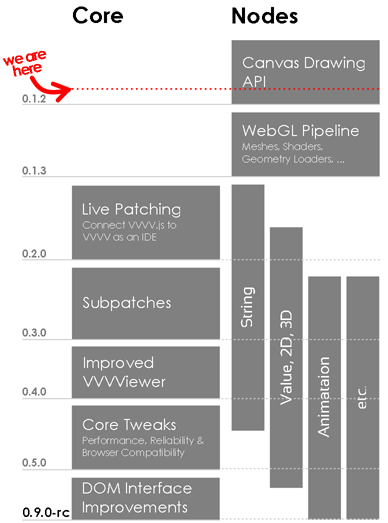 Core
Nodes
we are
here
Canvas Drawing
API
0.1.2
WebGL Pipeline
Meshes, Shaders,
Geometry Loaders, ...
0.1.3
Live Patching
Connect VVVV.js to
VVVV as an IDE
0.2.0
Subpatches
0.3.0
Improved
VVVViewer
0.4.0
Core Tweaks
Performance, Reliability &
Browser Compatibility
0.5.0
DOM Interface
Improvements
0.9.0-rc
String
Value, 2D, 3D
Animataion
etc.